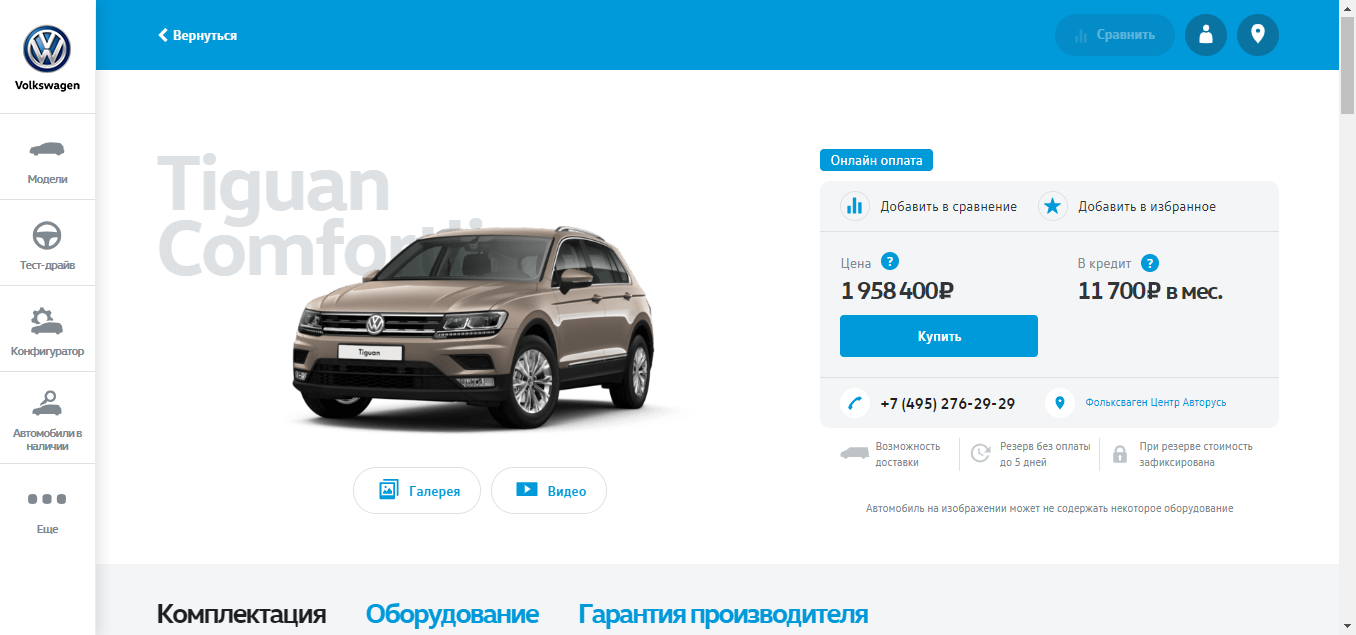 Вернуться
Сравнить
Volkswagen
Модели
Тест-драйв
Конфигуратор
Автомобили в
наличии
Еще
Tiguan
Tiguan
Галерея
Видео
Онлайн оплата
Добавить в сравнение
Добавить в избранное
Цена ?
В кредит ?
1 958 400₽
11 700₽ в мес.
Купить
+7 (495) 276-29-29
Фольксваген Центр Авторусь
Возможность
доставки
Резерв без оплаты
до 5 дней
При резерве стоимость
зафиксирована
Автомобиль на изображении может не содержать некоторое оборудование
Комплектация
Оборудование
Гарантия производителя